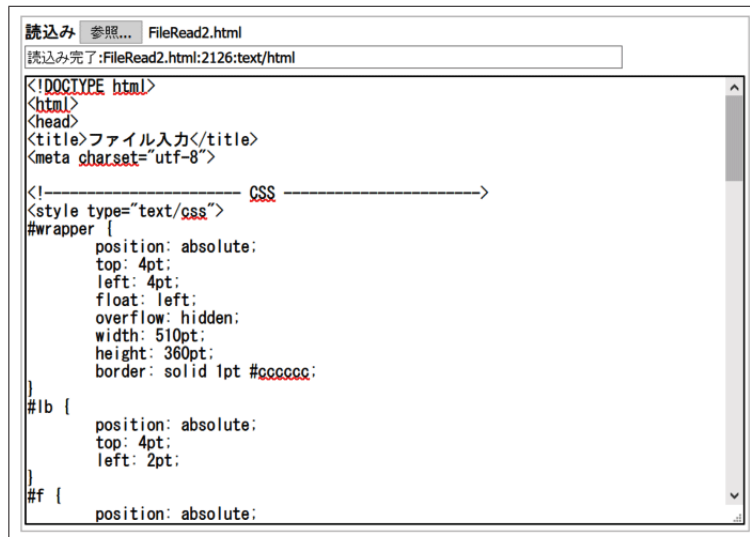 読込み 参照... FileRead2.html
読込み完了:FileRead2.html:2126:text/html
<!DOCTYPE html>
<html>
<head>
<title>ファイル入力</title>
<meta charset="utf-8">

<!----------------------- CSS ----------------------->
<style type="text/css">
#wrapper {
        position: absolute;
        top: 4pt;
        left: 4pt;
        float: left;
        overflow: hidden;
        width: 510pt;
        height: 360pt;
        border: solid 1pt #cccccc;
}
#lb {
        position: absolute;
        top: 4pt;
        left: 2pt;
}
#f {
        position: absolute;